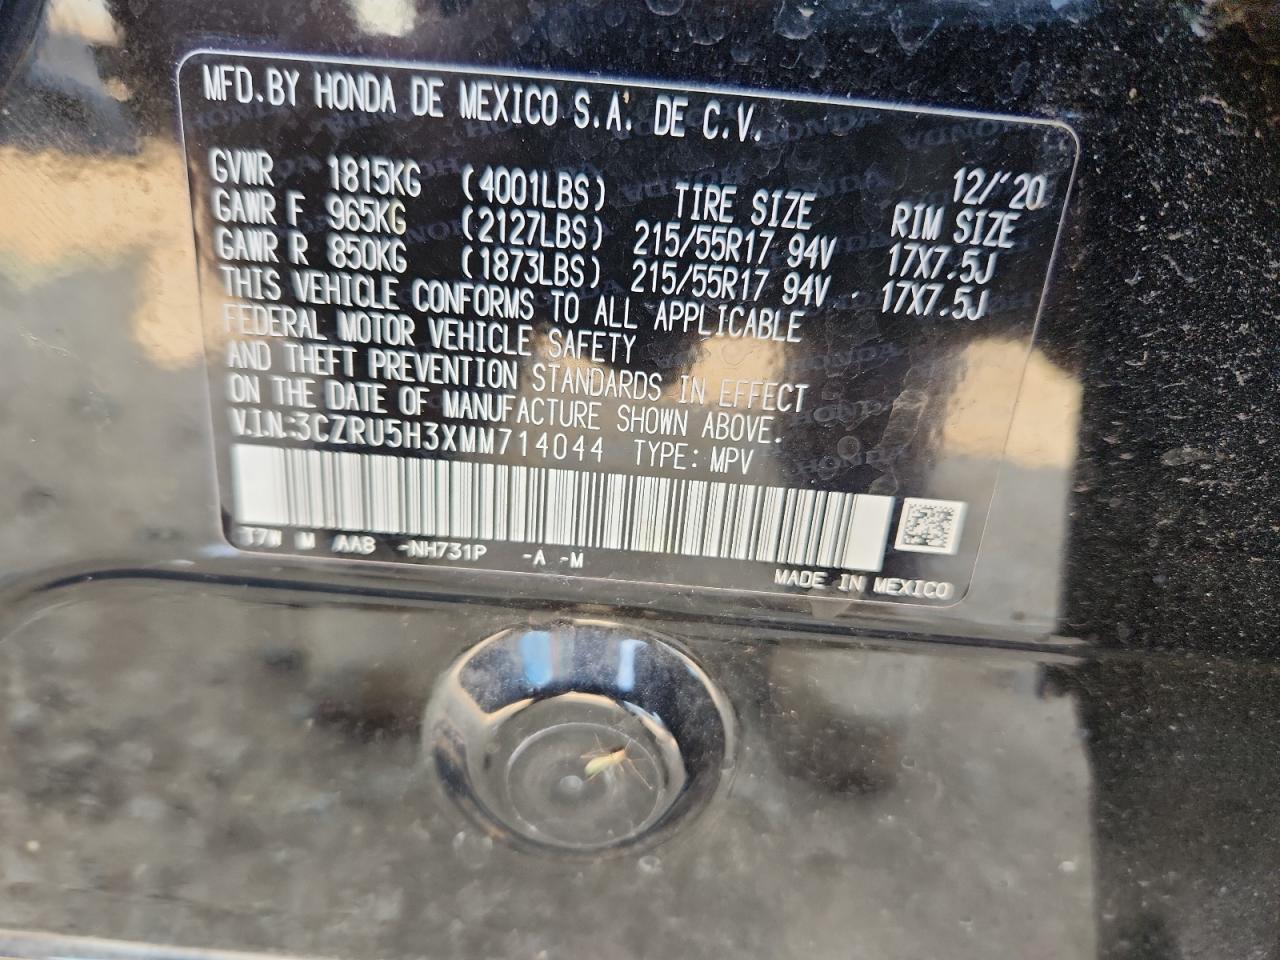 MFD.BY HONDA DE MEXICO S.A. DE C.V.
12/'20
GVWR 1815KG (4001LBS) TIRE SIZE RIM SIZE
GAWR F 965KG (2127LBS) 215/55R17 94V 17X7.5J
GAWR R 850KG (1873LBS) 215/55R17 94V 17X7.5J
THIS VEHICLE CONFORMS TO ALL APPLICABLE
FEDERAL MOTOR VEHICLE SAFETY
AND THEFT PREVENTION STANDARDS IN EFFECT
ON THE DATE OF MANUFACTURE SHOWN ABOVE.
V.I.N.:3CZRU5H3XMM714044 TYPE: MPV
T7W M AAB -NH731P -A -M
MADE IN MEXICO